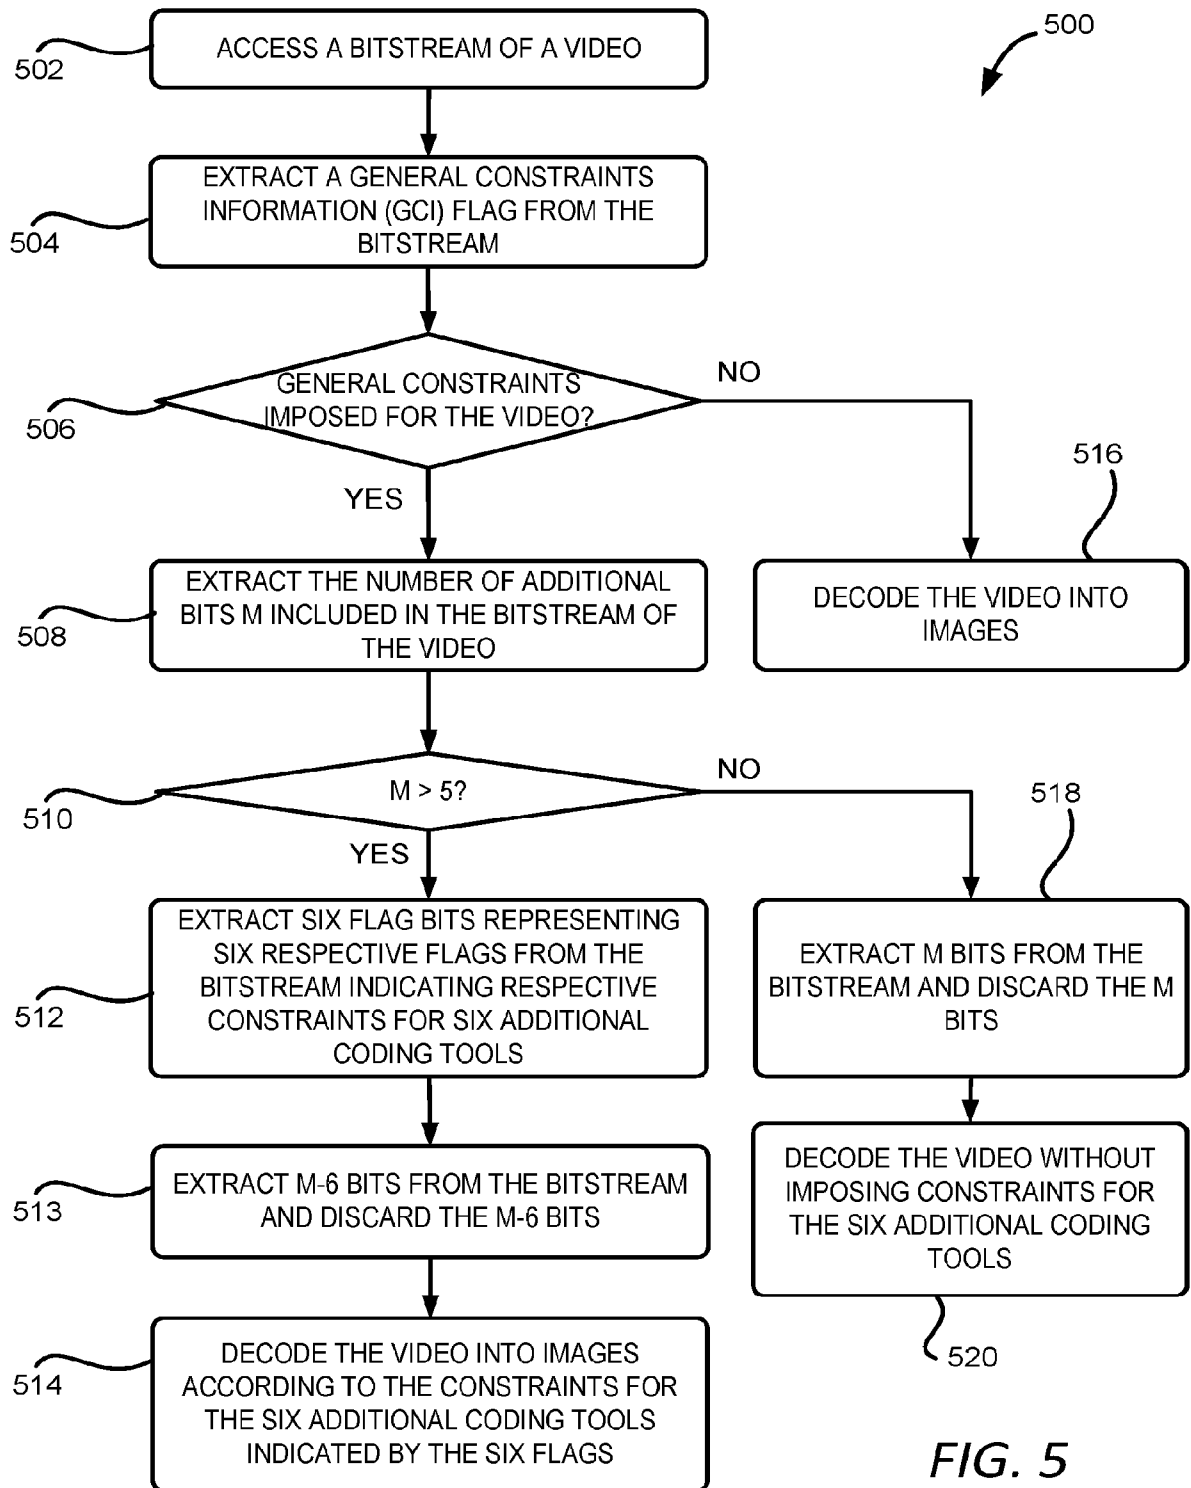 500
ACCESS A BITSTREAM OF A VIDEO
502
EXTRACT A GENERAL CONSTRAINTS
INFORMATION (GCI) FLAG FROM THE
BITSTREAM
504
GENERAL CONSTRAINTS
IMPOSED FOR THE VIDEO?
506
NO
YES
516
DECODE THE VIDEO INTO
IMAGES
EXTRACT THE NUMBER OF ADDITIONAL
BITS M INCLUDED IN THE BITSTREAM OF
THE VIDEO
508
M > 5?
510
NO
YES
518
EXTRACT SIX FLAG BITS REPRESENTING
SIX RESPECTIVE FLAGS FROM THE
BITSTREAM INDICATING RESPECTIVE
CONSTRAINTS FOR SIX ADDITIONAL
CODING TOOLS
512
EXTRACT M BITS FROM THE
BITSTREAM AND DISCARD THE M
BITS
EXTRACT M-6 BITS FROM THE BITSTREAM
AND DISCARD THE M-6 BITS
513
DECODE THE VIDEO WITHOUT
IMPOSING CONSTRAINTS FOR
THE SIX ADDITIONAL CODING
TOOLS
520
DECODE THE VIDEO INTO IMAGES
ACCORDING TO THE CONSTRAINTS FOR
THE SIX ADDITIONAL CODING TOOLS
INDICATED BY THE SIX FLAGS
514
FIG. 5